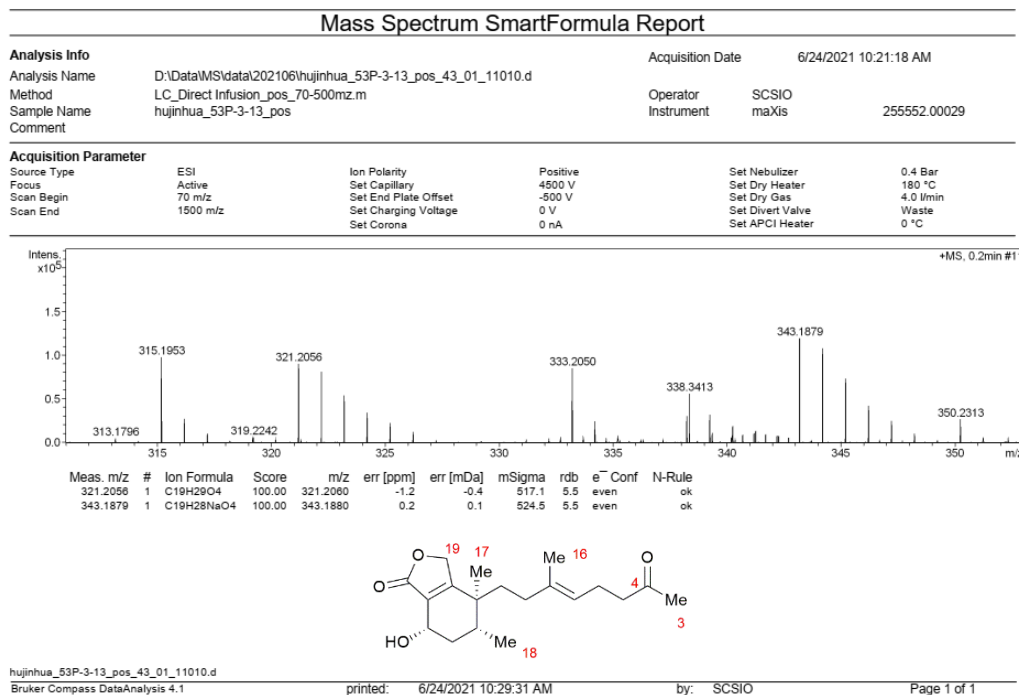 Mass Spectrum SmartFormula Report
Analysis Info
Acquisition Date 6/24/2021 10:21:18 AM
Analysis Name D:\Data\MS\data\202106\hujinhua_53P-3-13_pos_43_01_11010.d
Method LC_Direct Infusion_pos_70-500mz.m
Operator SCSIO
Sample Name hujinhua_53P-3-13_pos
Instrument maXis 255552.00029
Comment
Acquisition Parameter
Source Type ESI Ion Polarity Positive Set Nebulizer 0.4 Bar
Focus Active Set Capillary 4500 V Set Dry Heater 180 °C
Scan Begin 70 m/z Set End Plate Offset -500 V Set Dry Gas 4.0 l/min
Scan End 1500 m/z Set Charging Voltage 0 V Set Divert Valve Waste
Set Corona 0 nA Set APCI Heater 0 °C
Intens.
x10⁵
+MS, 0.2min #1
1.5
1.0
0.5
0.0
313.1796
315.1953
319.2242
321.2056
333.2050
338.3413
343.1879
350.2313
315 320 325 330 335 340 345 350 m/z
Meas. m/z # Ion Formula Score m/z err [ppm] err [mDa] mSigma rdb e⁻ Conf N-Rule
321.2056 1 C19H29O4 100.00 321.2060 -1.2 -0.4 517.1 5.5 even ok
343.1879 1 C19H28NaO4 100.00 343.1880 0.2 0.1 524.5 5.5 even ok
O 19 17 Me 16 O
O Me 4
Me 3
HO Me 18
hujinhua_53P-3-13_pos_43_01_11010.d
Bruker Compass DataAnalysis 4.1 printed: 6/24/2021 10:29:31 AM by: SCSIO Page 1 of 1